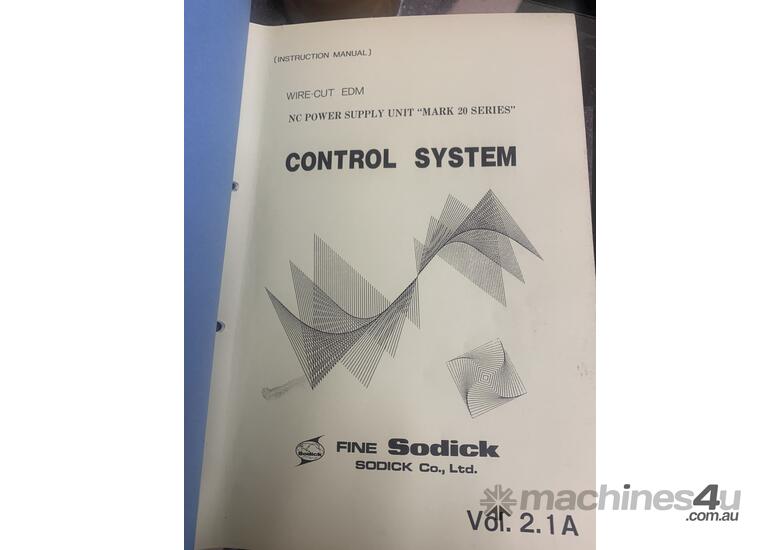 (INSTRUCTION MANUAL)
WIRE-CUT EDM
NC POWER SUPPLY UNIT “MARK 20 SERIES”
CONTROL SYSTEM
Sodick
FINE Sodick
SODICK Co., Ltd.
machines4u
.com.au
Vol. 2.1A